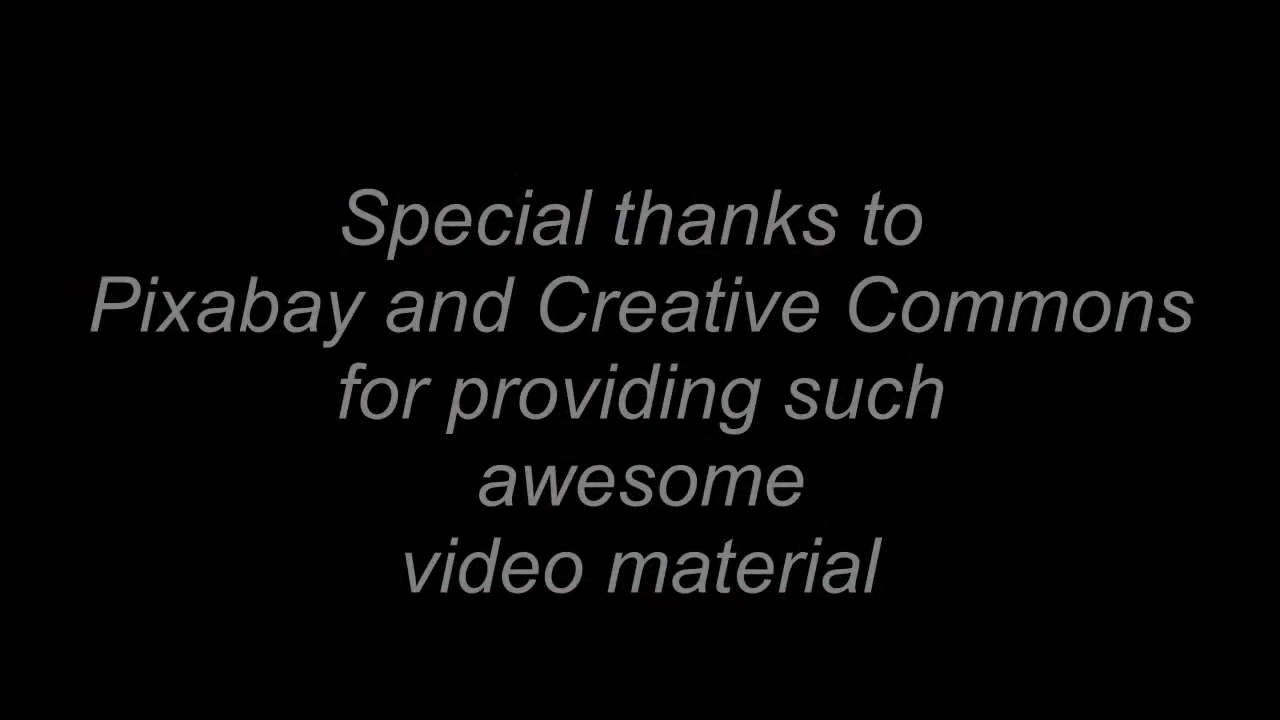 Special thanks to
Pixabay and Creative Commons
for providing such
awesome
video material